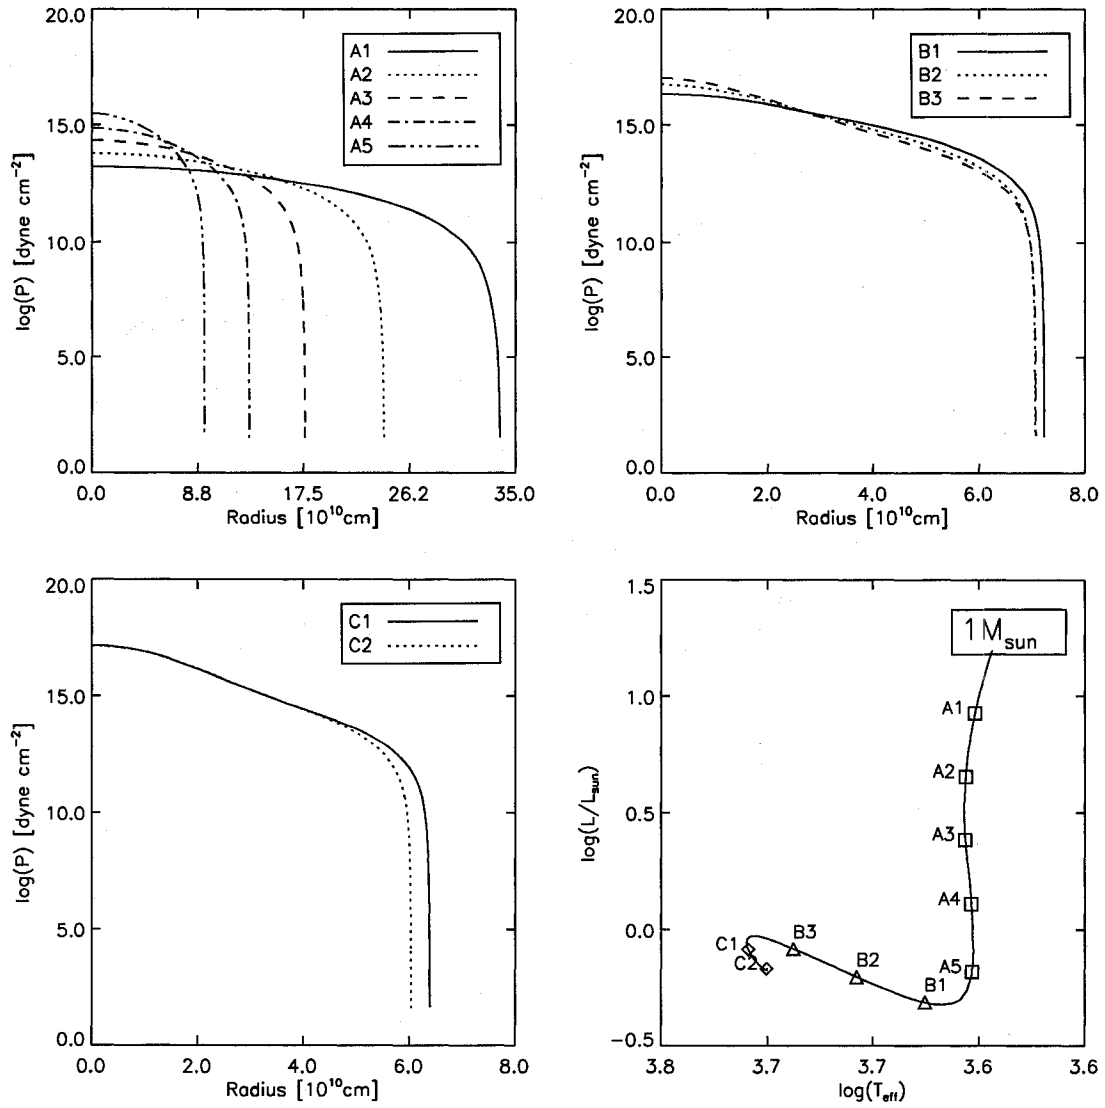 20.0
15.0
10.0
5.0
0.0
log(P) [dyne cm⁻²]
A1
A2
A3
A4
A5
0.0 8.8 17.5 26.2 35.0
Radius [10¹⁰cm]
20.0
15.0
10.0
5.0
0.0
log(P) [dyne cm⁻²]
B1
B2
B3
0.0 2.0 4.0 6.0 8.0
Radius [10¹⁰cm]
20.0
15.0
10.0
5.0
0.0
log(P) [dyne cm⁻²]
C1
C2
0.0 2.0 4.0 6.0 8.0
Radius [10¹⁰cm]
1.5
1.0
0.5
0.0
−0.5
log(L/Lsun)
1Msun
A1
A2
A3
A4
A5
B3
C1
C2
B2
B1
3.8 3.7 3.7 3.6 3.6
log(Teff)